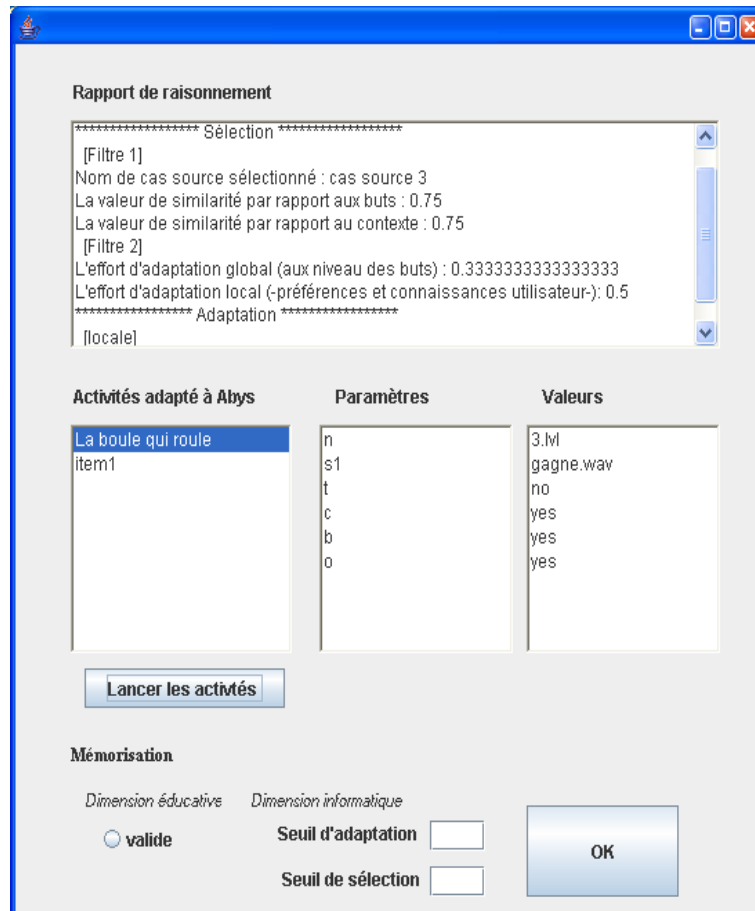 Rapport de raisonnement
****************** Sélection ******************
[Filtre 1]
Nom de cas source sélectionné : cas source 3
La valeur de similarité par rapport aux buts : 0.75
La valeur de similarité par rapport au contexte : 0.75
[Filtre 2]
L'effort d'adaptation global (aux niveau des buts) : 0.3333333333333333
L'effort d'adaptation local (-préférences et connaissances utilisateur-): 0.5
***************** Adaptation *****************
[locale]
Activités adapté à Abys Paramètres Valeurs
La boule qui roule n 3.lvl
item1 s1 gagne.wav
t no
c yes
b yes
o yes
Lancer les activtés
Mémorisation
Dimension éducative Dimension informatique
valide Seuil d'adaptation
OK
Seuil de sélection